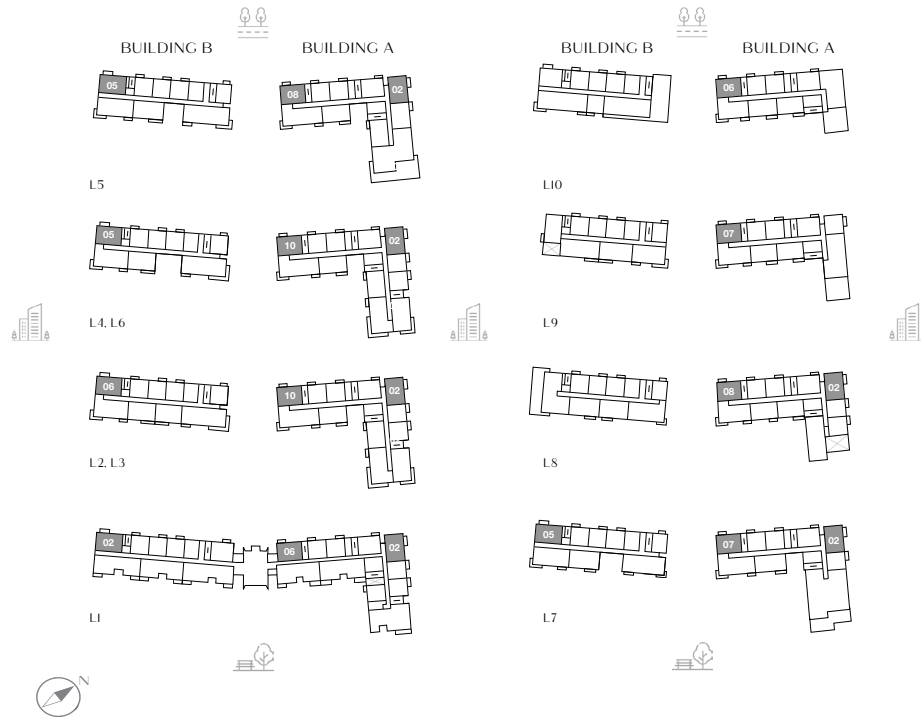 BUILDING B BUILDING A
05 08 02
L5
05 10 02
L4, L6
06 10 02
L2, L3
02 06 02
L1
BUILDING B BUILDING A
06
L10
07
L9
08 02
L8
05 07 02
L7
N